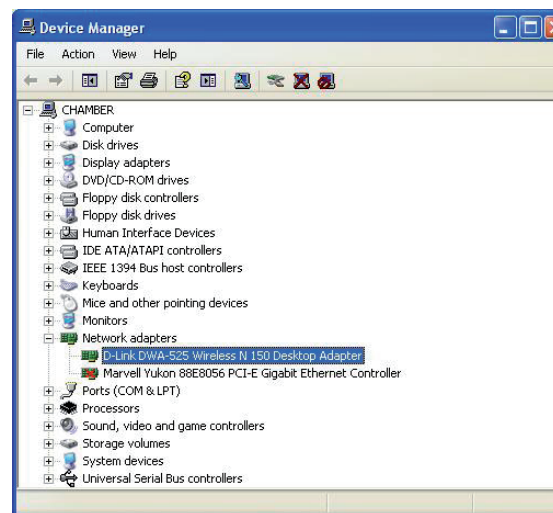 Device Manager
File Action View Help
CHAMBER
Computer
Disk drives
Display adapters
DVD/CD-ROM drives
Floppy disk controllers
Floppy disk drives
Human Interface Devices
IDE ATA/ATAPI controllers
IEEE 1394 Bus host controllers
Keyboards
Mice and other pointing devices
Monitors
Network adapters
D-Link DWA-525 Wireless N 150 Desktop Adapter
Marvell Yukon 88E8056 PCI-E Gigabit Ethernet Controller
Ports (COM & LPT)
Processors
Sound, video and game controllers
Storage volumes
System devices
Universal Serial Bus controllers